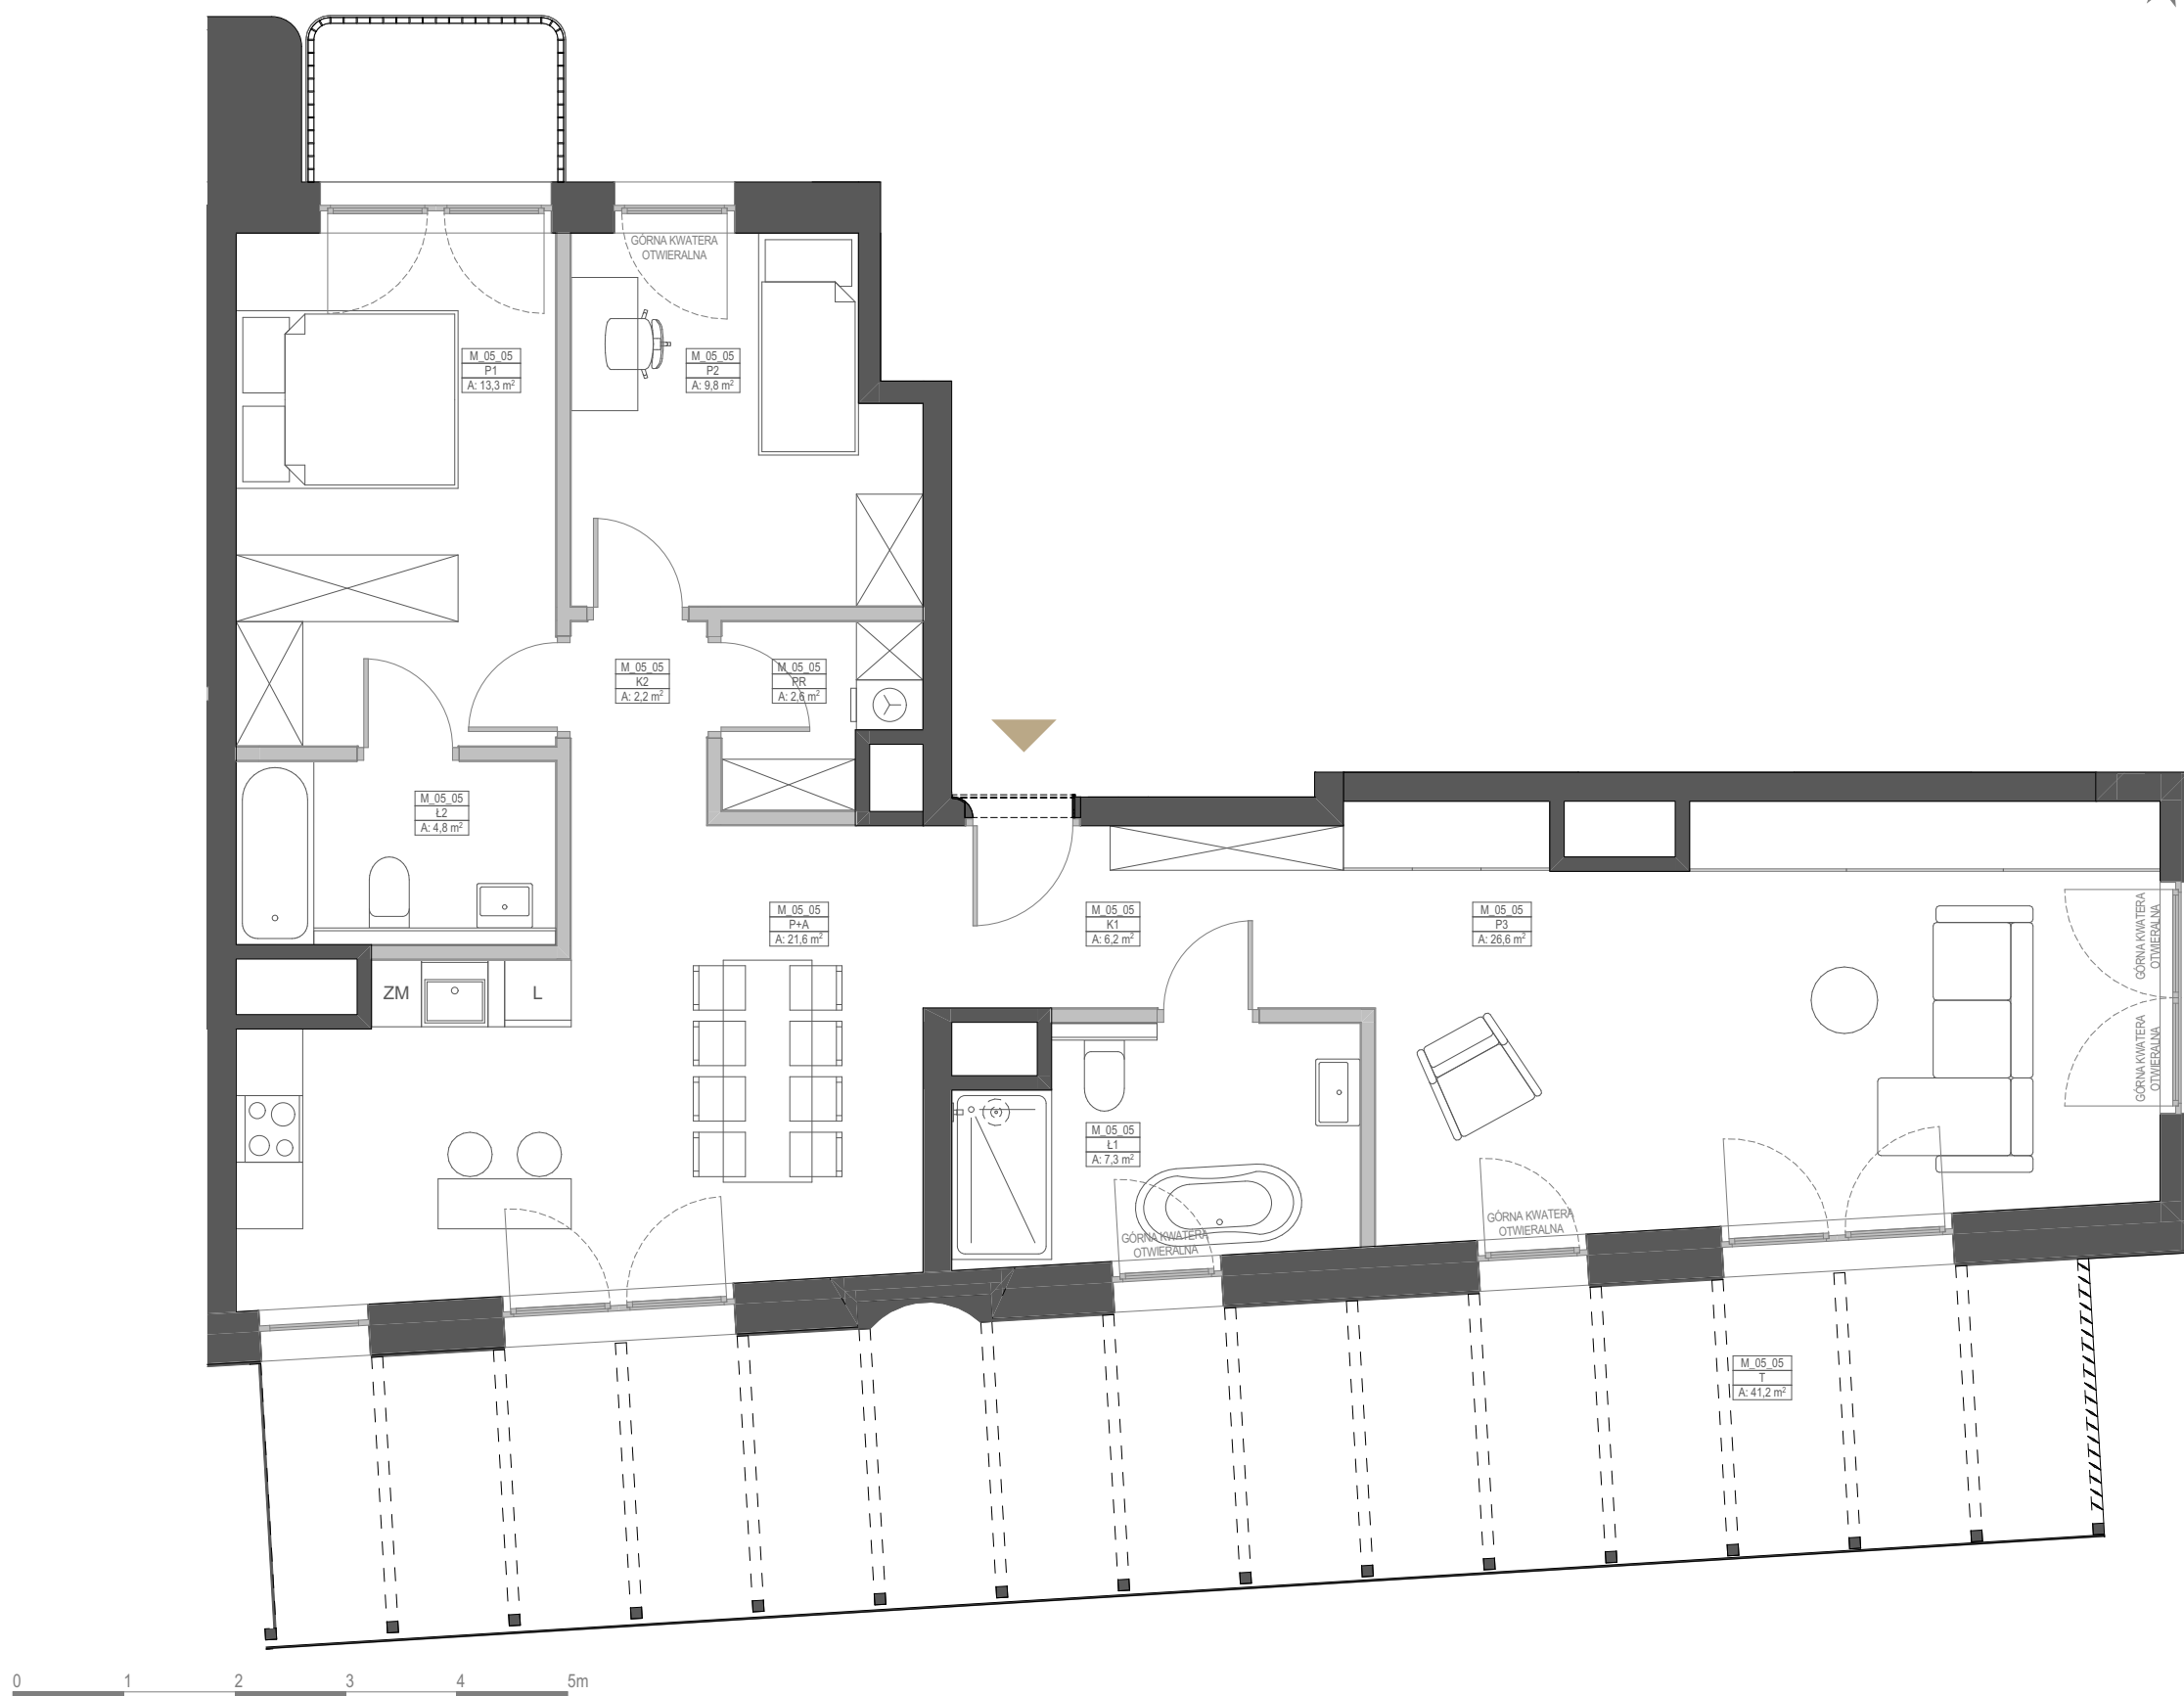 GÓRNA KWATERA
OTWIERALNA
M_05_05
P1
A: 13,3 m²
M_05_05
P2
A: 9,8 m²
M_05_05
K2
A: 2,2 m²
M_05_05
PR
A: 2,6 m²
M_05_05
Ł2
A: 4,8 m²
M_05_05
P+A
A: 21,6 m²
M_05_05
K1
A: 6,2 m²
M_05_05
P3
A: 26,6 m²
GÓRNA KWATERA
OTWIERALNA
GÓRNA KWATERA
OTWIERALNA
ZM
L
M_05_05
Ł1
A: 7,3 m²
GÓRNA KWATERA
OTWIERALNA
GÓRNA KWATERA
OTWIERALNA
M_05_05
T
A: 41,2 m²
0 1 2 3 4 5m